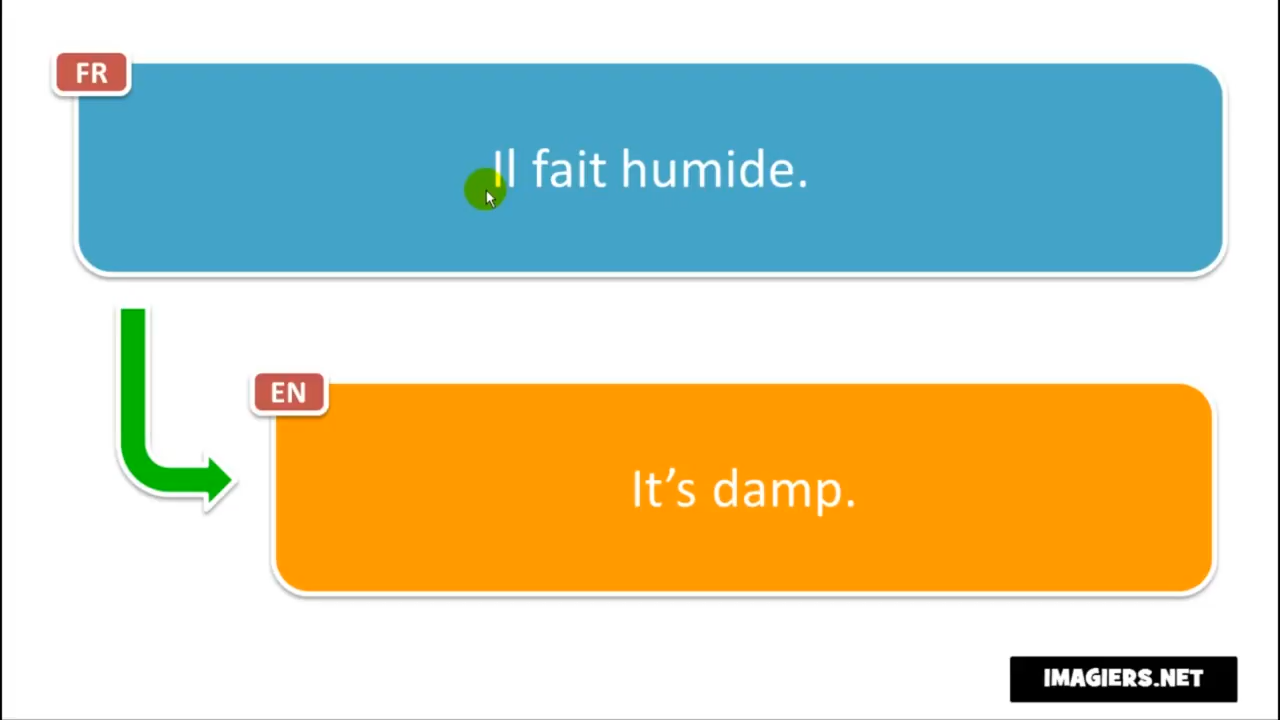 FR
Il fait humide.
EN
It’s damp.
IMAGIERS.NET